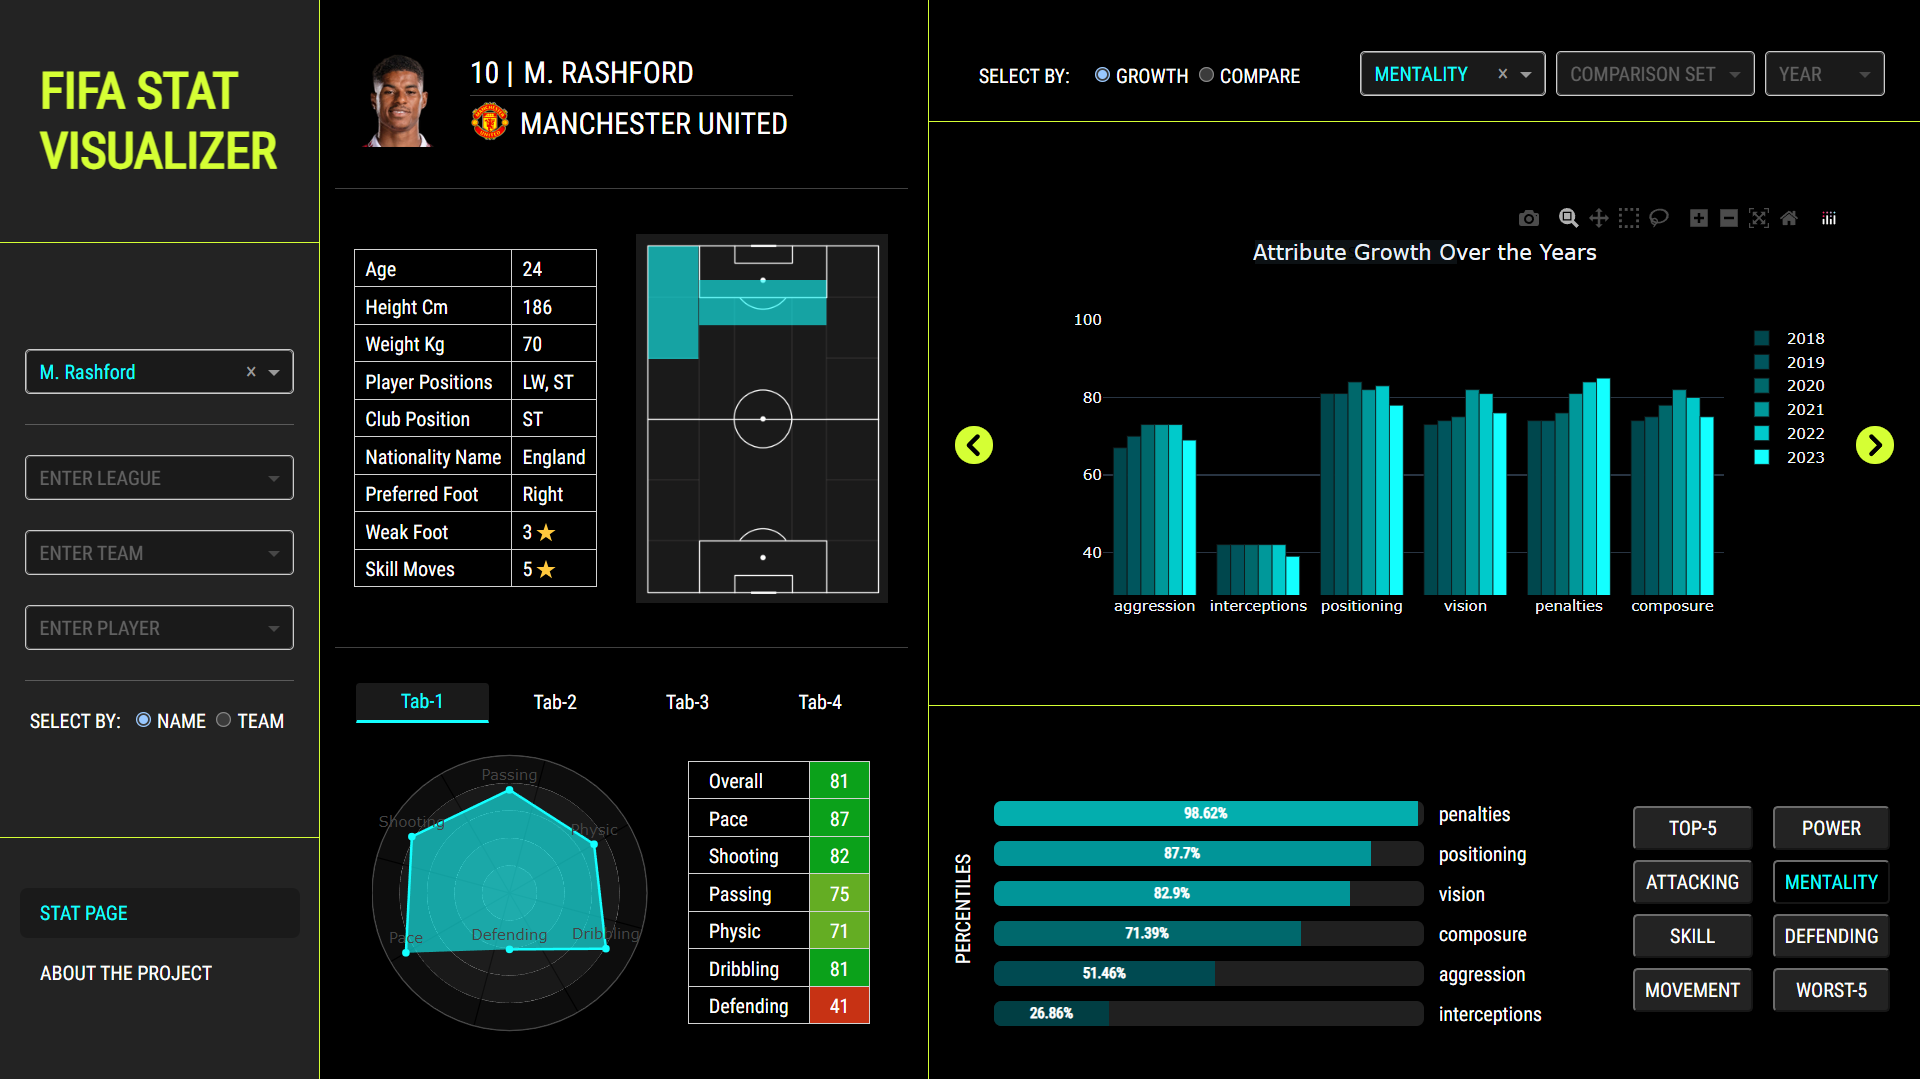 FIFA STAT
VISUALIZER
M. Rashford ×
ENTER LEAGUE
ENTER TEAM
ENTER PLAYER
SELECT BY: NAME TEAM
STAT PAGE
ABOUT THE PROJECT
10 | M. RASHFORD
MANCHESTER UNITED
Age 24
Height Cm 186
Weight Kg 70
Player Positions LW, ST
Club Position ST
Nationality Name England
Preferred Foot Right
Weak Foot 3 ★
Skill Moves 5 ★
Tab-1 Tab-2 Tab-3 Tab-4
Passing
Shooting
Physic
Pace
Defending
Dribbling
Overall 81
Pace 87
Shooting 82
Passing 75
Physic 71
Dribbling 81
Defending 41
SELECT BY: GROWTH COMPARE
MENTALITY ×
COMPARISON SET
YEAR
Attribute Growth Over the Years
100
80
60
40
aggression interceptions positioning vision penalties composure
2018
2019
2020
2021
2022
2023
PERCENTILES
98.62% penalties
87.7% positioning
82.9% vision
71.39% composure
51.46% aggression
26.86% interceptions
TOP-5 POWER
ATTACKING MENTALITY
SKILL DEFENDING
MOVEMENT WORST-5